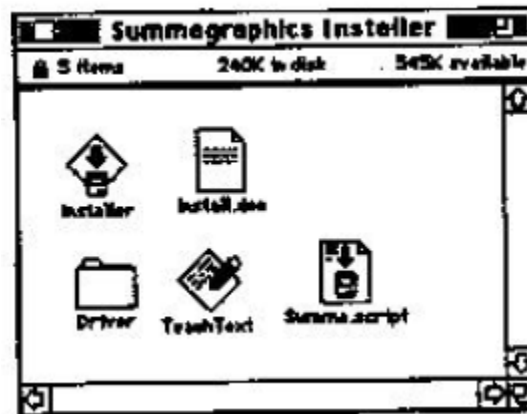 Summagraphics Installer
5 items 240K in disk 545K available
Installer Install.doc
Driver TeachText Summa.script